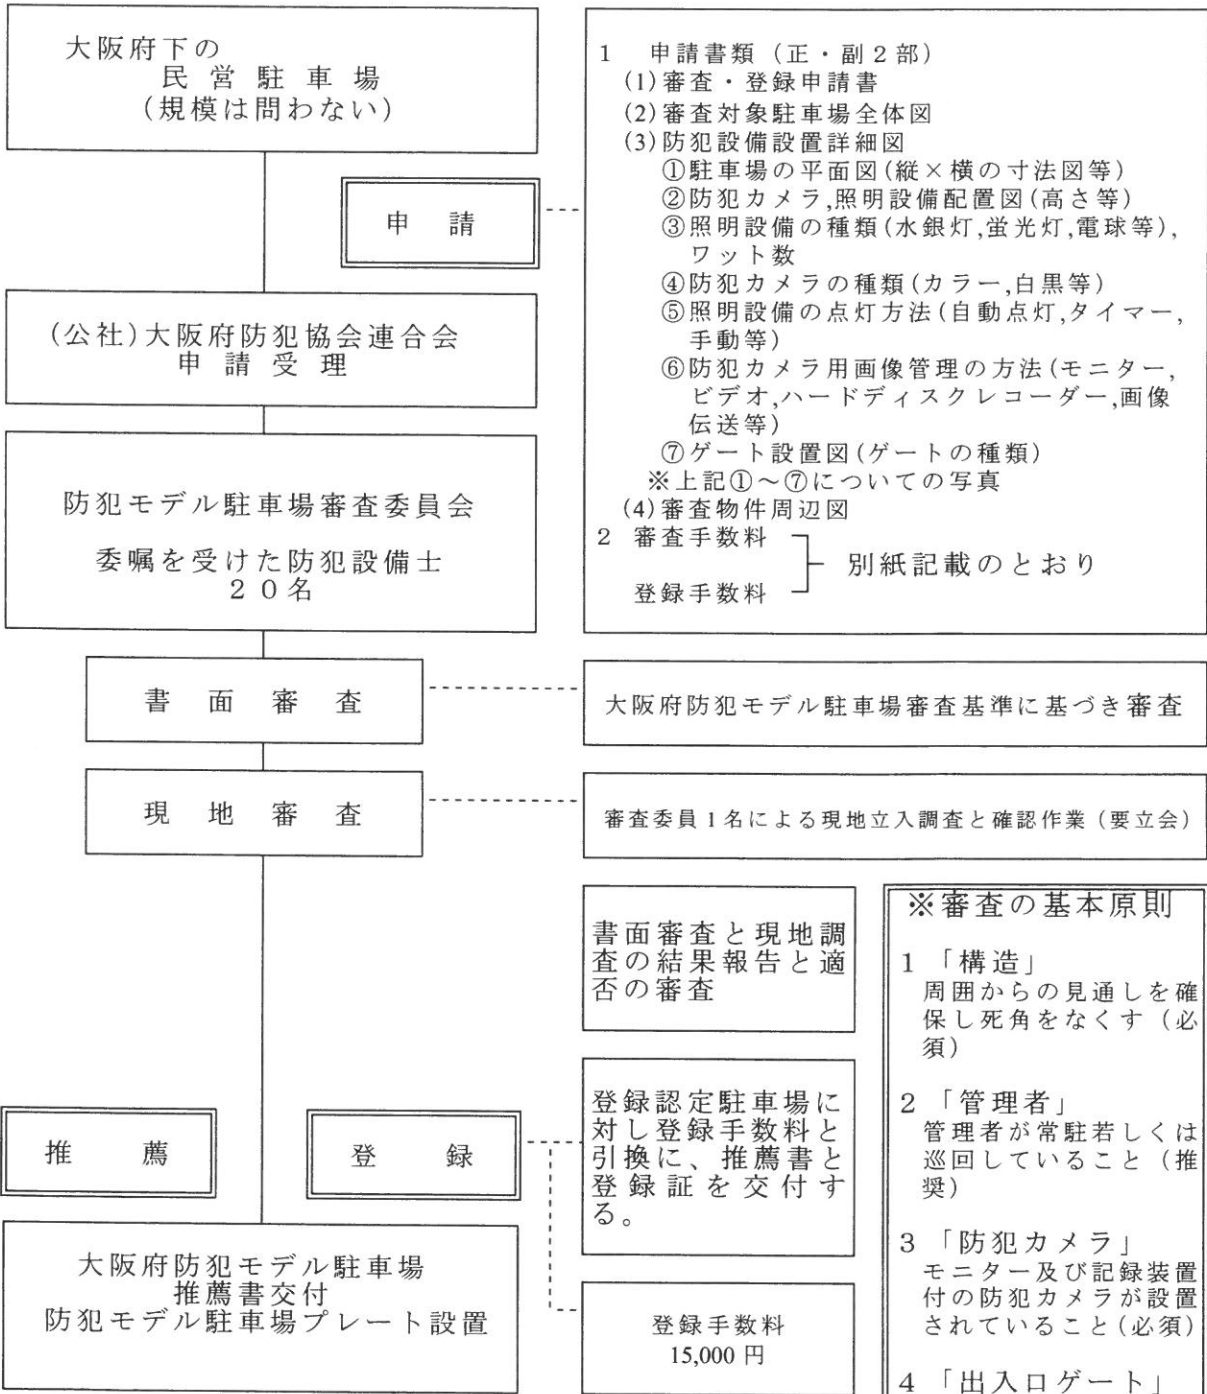 大阪府下の
民営駐車場
(規模は問わない)
申請
(公社)大阪府防犯協会連合会
申請受理
防犯モデル駐車場審査委員会
委嘱を受けた防犯設備士
20名
1 申請書類（正・副2部）
(1)審査・登録申請書
(2)審査対象駐車場全体図
(3)防犯設備設置詳細図
①駐車場の平面図(縦×横の寸法図等)
②防犯カメラ,照明設備配置図(高さ等)
③照明設備の種類(水銀灯,蛍光灯,電球等),
ワット数
④防犯カメラの種類(カラー,白黒等)
⑤照明設備の点灯方法(自動点灯,タイマー,
手動等)
⑥防犯カメラ用画像管理の方法(モニター,
ビデオ,ハードディスクレコーダー,画像
伝送等)
⑦ゲート設置図(ゲートの種類)
※上記①～⑦についての写真
(4)審査物件周辺図
2 審査手数料
別紙記載のとおり
登録手数料
書面審査
大阪府防犯モデル駐車場審査基準に基づき審査
現地審査
審査委員1名による現地立入調査と確認作業（要立会）
書面審査と現地調
査の結果報告と適
否の審査
推薦
登録
登録認定駐車場に
対し登録手数料と
引換に、推薦書と
登録証を交付す
る。
大阪府防犯モデル駐車場
推薦書交付
防犯モデル駐車場プレート設置
登録手数料
15,000円
※審査の基本原則
1 「構造」
周囲からの見通しを確
保し死角をなくす（必
須）
2 「管理者」
管理者が常駐若しくは
巡回していること（推
奨）
3 「防犯カメラ」
モニター及び記録装置
付の防犯カメラが設置
されていること(必須)
4 「出入口ゲート」